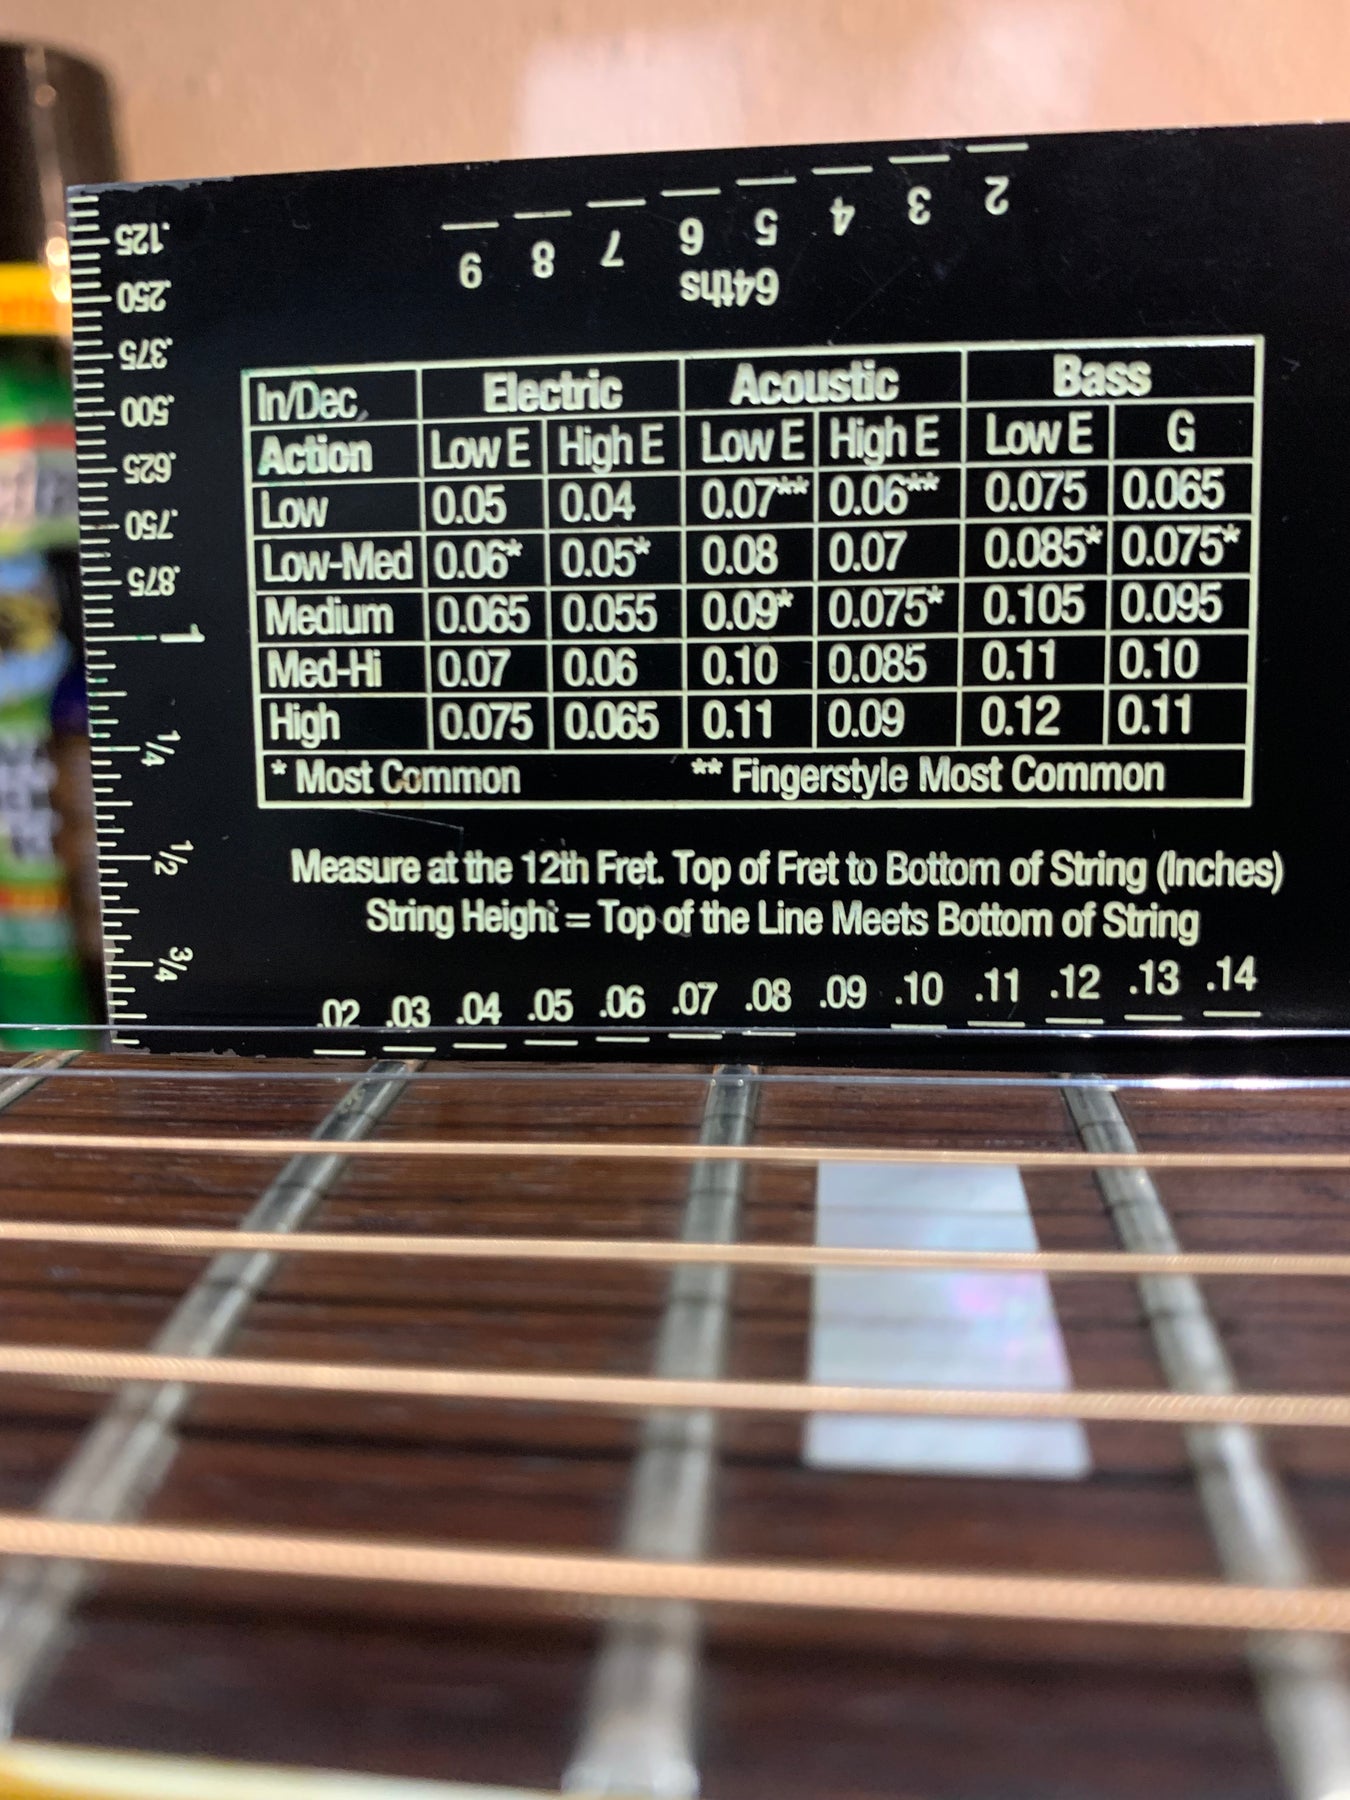 2 3 4 5 6 7 8 9
64ths
.125
.250
.375
.500
.625
.750
.875
1
1/4
1/2
3/4
In/Dec. Electric Acoustic Bass
Action Low E High E Low E High E Low E G
Low 0.05 0.04 0.07** 0.06** 0.075 0.065
Low-Med 0.06* 0.05* 0.08 0.07 0.085* 0.075*
Medium 0.065 0.055 0.09* 0.075* 0.105 0.095
Med-Hi 0.07 0.06 0.10 0.085 0.11 0.10
High 0.075 0.065 0.11 0.09 0.12 0.11
* Most Common ** Fingerstyle Most Common
Measure at the 12th Fret. Top of Fret to Bottom of String (Inches)
String Height = Top of the Line Meets Bottom of String
.02 .03 .04 .05 .06 .07 .08 .09 .10 .11 .12 .13 .14